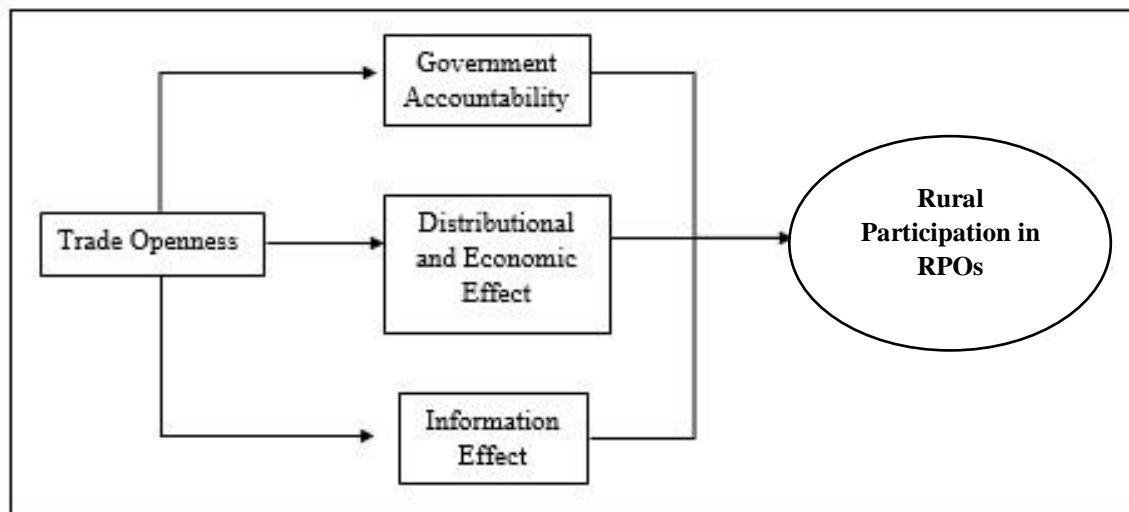 Government
Accountability
Trade Openness
Distributional
and Economic
Effect
Information
Effect
Rural
Participation in
RPOs